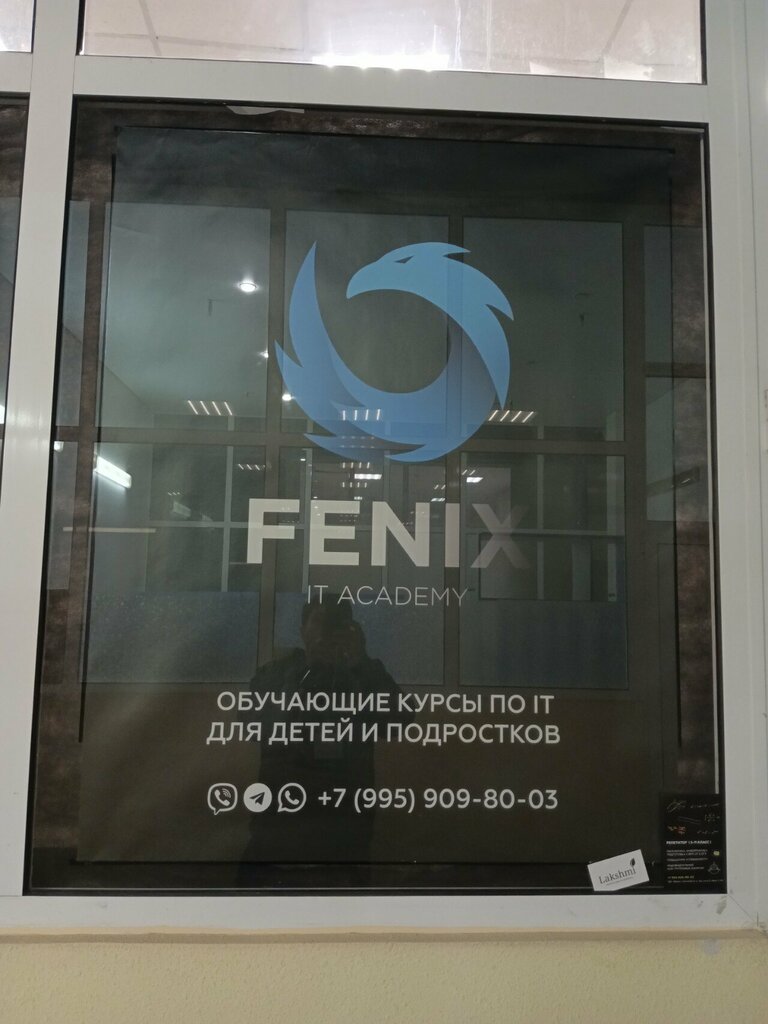 FENIX
IT ACADEMY
ОБУЧАЮЩИЕ КУРСЫ ПО IT
ДЛЯ ДЕТЕЙ И ПОДРОСТКОВ
+7 (995) 909-80-03
Lakshmi